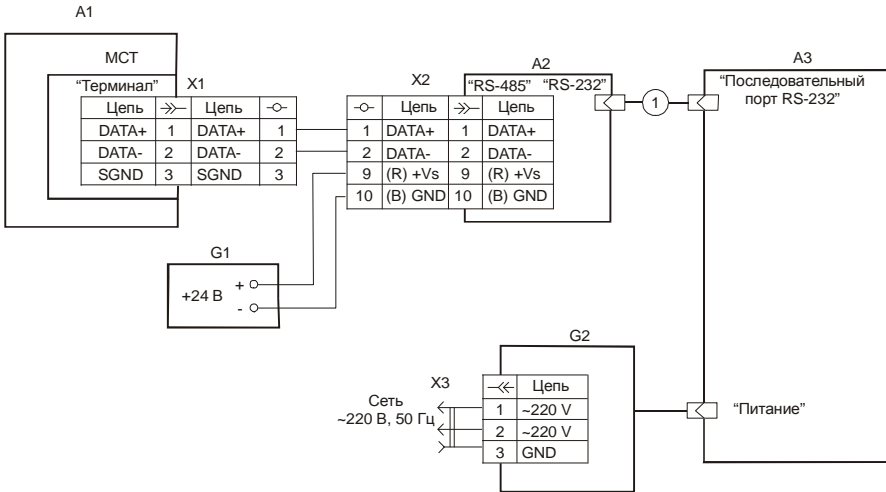 A1
МСТ
“Терминал” X1
Цепь Цепь
DATA+ 1 DATA+ 1
DATA- 2 DATA- 2
SGND 3 SGND 3
X2
A2
“RS-485” “RS-232”
Цепь Цепь
1 DATA+ 1 DATA+
2 DATA- 2 DATA-
9 (R) +Vs 9 (R) +Vs
10 (B) GND 10 (B) GND
1
A3
“Последовательный
порт RS-232”
G1
+24 В + -
G2
X3
Цепь
Сеть
~220 В, 50 Гц
1 ~220 V
2 ~220 V
3 GND
“Питание”